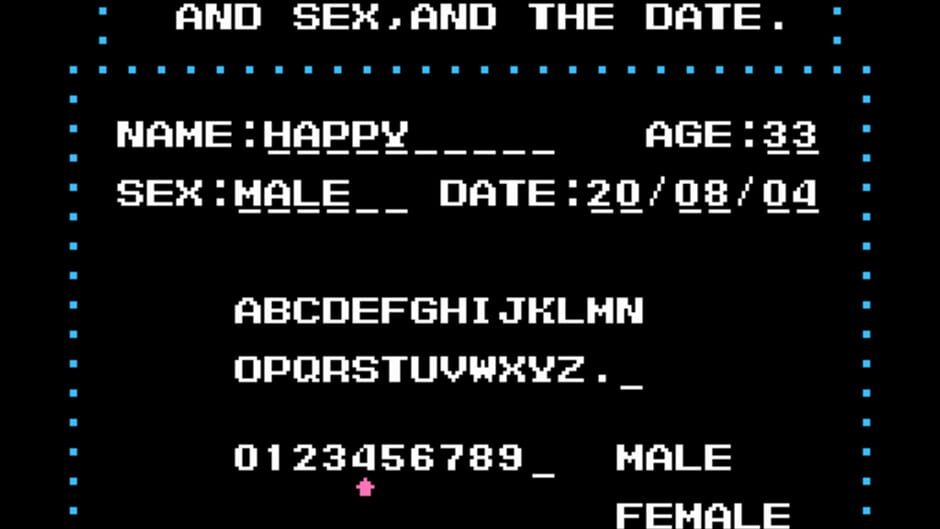 AND SEX,AND THE DATE.
NAME:HAPPY_____ AGE:33
SEX:MALE__ DATE:20/08/04
ABCDEFGHIJKLMN
OPQRSTUVWXYZ._
0123456789_ MALE
FEMALE